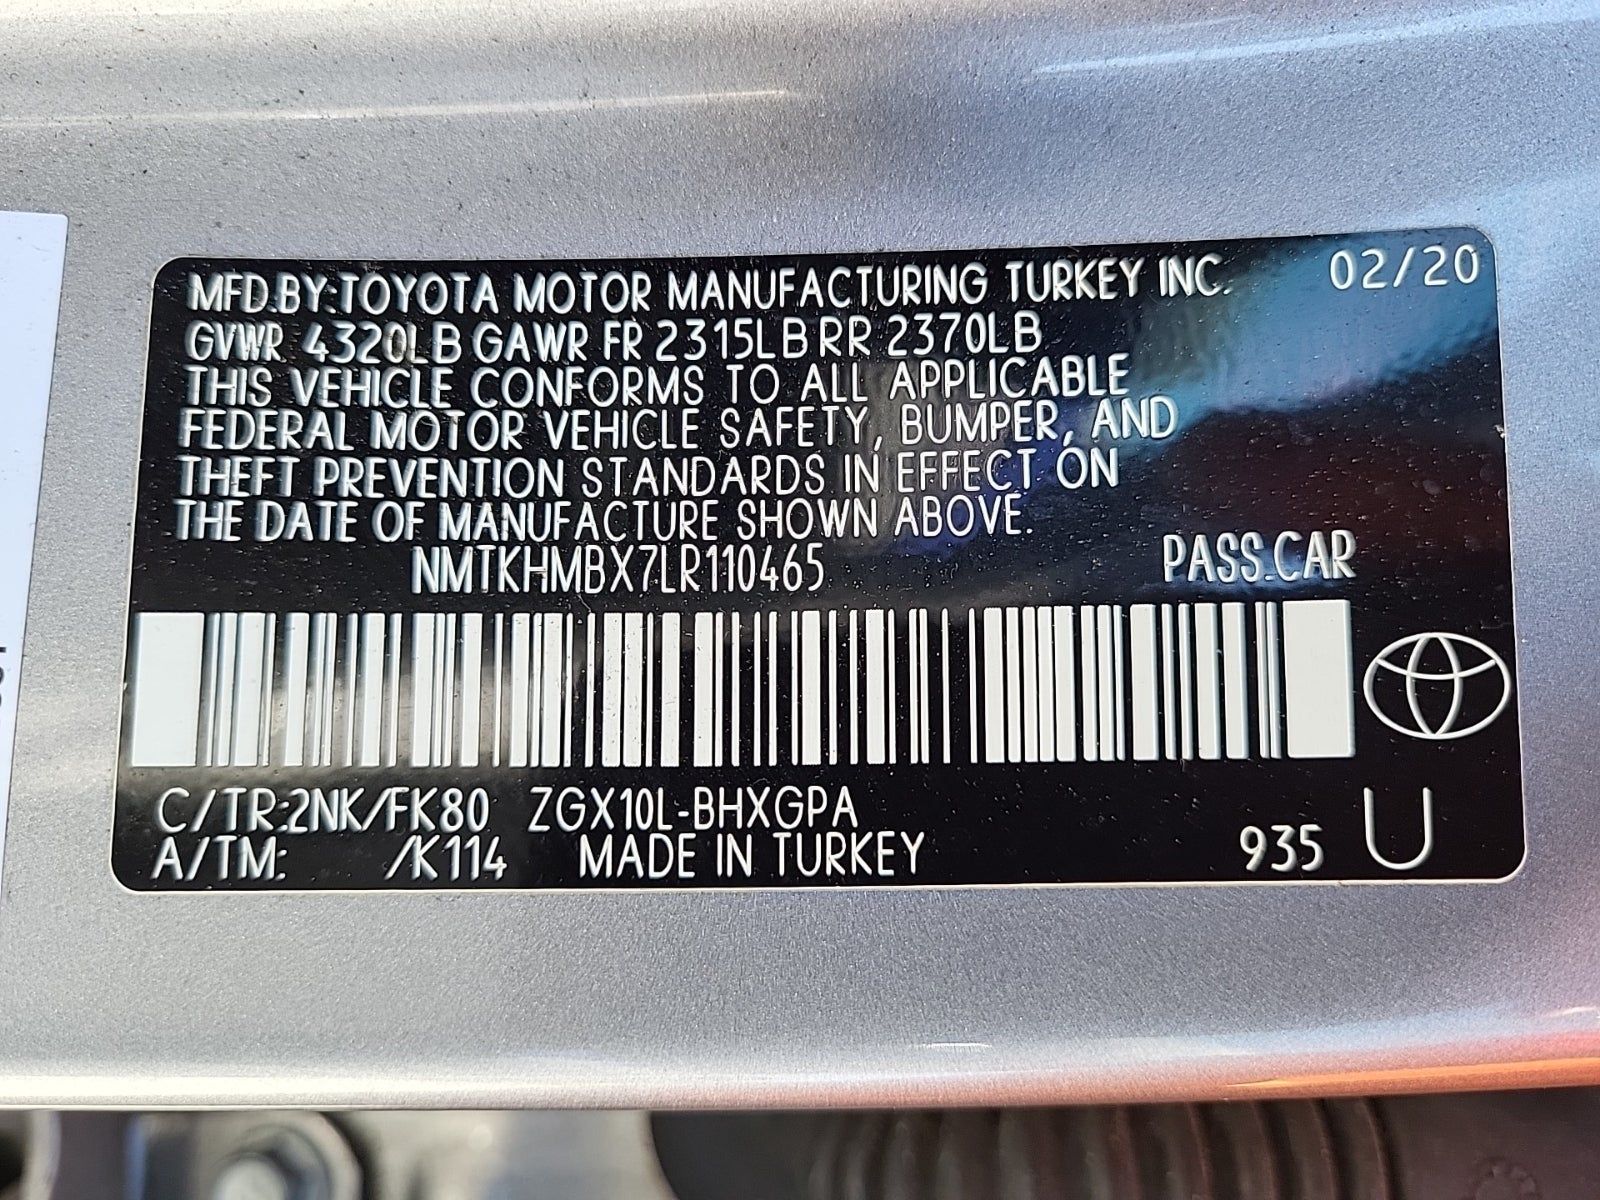 MFD.BY:TOYOTA MOTOR MANUFACTURING TURKEY INC. 02/20
GVWR 4320LB GAWR FR 2315LB RR 2370LB
THIS VEHICLE CONFORMS TO ALL APPLICABLE
FEDERAL MOTOR VEHICLE SAFETY, BUMPER, AND
THEFT PREVENTION STANDARDS IN EFFECT ON
THE DATE OF MANUFACTURE SHOWN ABOVE.
NMTKHMBX7LR110465 PASS.CAR
C/TR:2NK/FK80 ZGX10L-BHXGPA
A/TM: /K114 MADE IN TURKEY 935 U